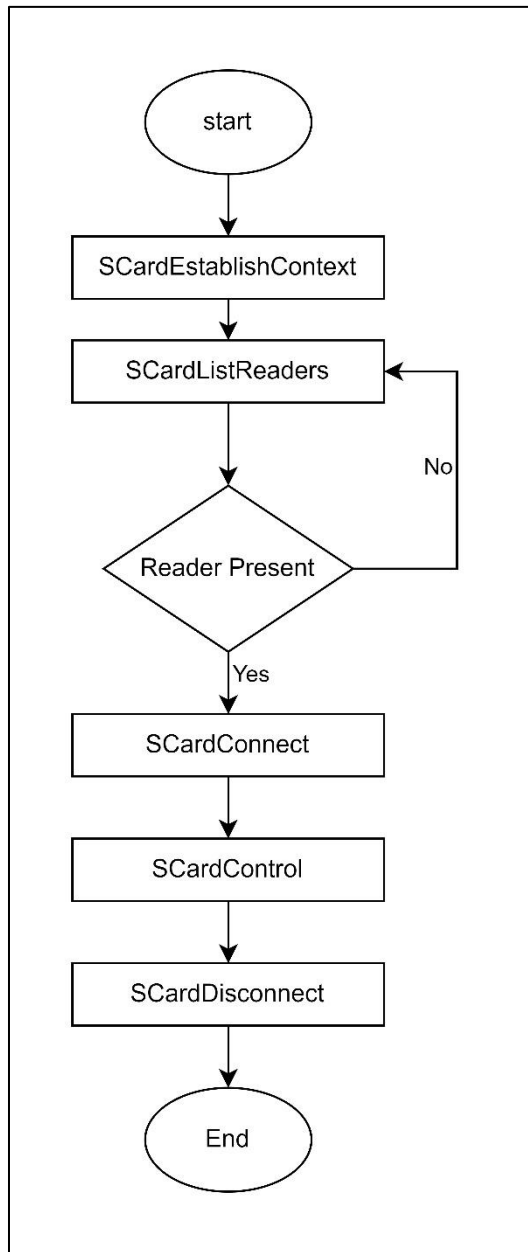 start
SCardEstablishContext
SCardListReaders
No
Reader Present
Yes
SCardConnect
SCardControl
SCardDisconnect
End